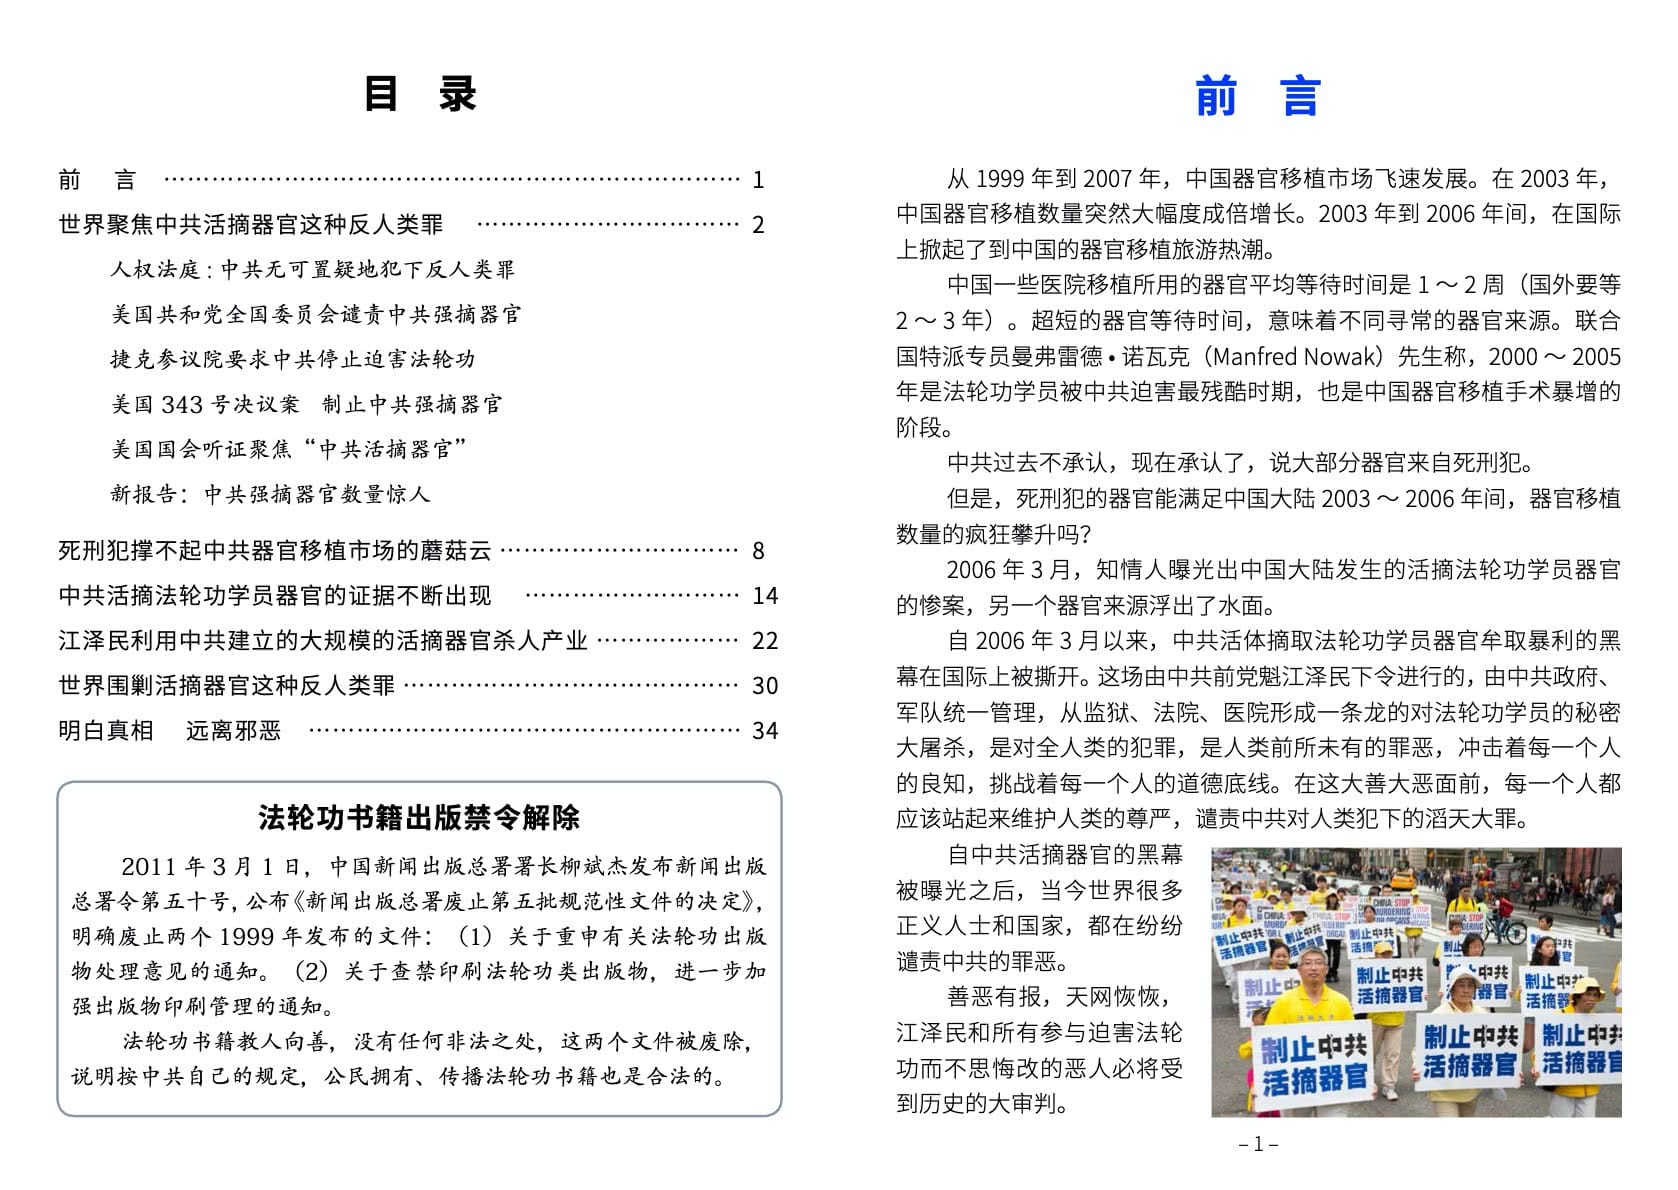 目 录
前 言 …………………………………………………………… 1
世界聚焦中共活摘器官这种反人类罪 …………………………… 2
人权法庭：中共无可置疑地犯下反人类罪
美国共和党全国委员会谴责中共强摘器官
捷克参议院要求中共停止迫害法轮功
美国 343 号决议案 制止中共强摘器官
美国国会听证聚焦“中共活摘器官”
新报告：中共强摘器官数量惊人
死刑犯撑不起中共器官移植市场的蘑菇云 ………………………… 8
中共活摘法轮功学员器官的证据不断出现 ……………………… 14
江泽民利用中共建立的大规模的活摘器官杀人产业 ……………… 22
世界围剿活摘器官这种反人类罪 …………………………………… 30
明白真相 远离邪恶 ……………………………………………… 34
法轮功书籍出版禁令解除
2011 年 3 月 1 日，中国新闻出版总署署长柳斌杰发布新闻出版
总署令第五十号，公布《新闻出版总署废止第五批规范性文件的决定》，
明确废止两个 1999 年发布的文件：（1）关于重申有关法轮功出版
物处理意见的通知。（2）关于查禁印刷法轮功类出版物，进一步加
强出版物印刷管理的通知。
法轮功书籍教人向善，没有任何非法之处，这两个文件被废除，
说明按中共自己的规定，公民拥有、传播法轮功书籍也是合法的。
前 言
从 1999 年到 2007 年，中国器官移植市场飞速发展。在 2003 年，
中国器官移植数量突然大幅度成倍增长。2003 年到 2006 年间，在国际
上掀起了到中国的器官移植旅游热潮。
中国一些医院移植所用的器官平均等待时间是 1 ～ 2 周（国外要等
2 ～ 3 年）。超短的器官等待时间，意味着不同寻常的器官来源。联合
国特派专员曼弗雷德 • 诺瓦克（Manfred Nowak）先生称，2000 ～ 2005
年是法轮功学员被中共迫害最残酷时期，也是中国器官移植手术暴增的
阶段。
中共过去不承认，现在承认了，说大部分器官来自死刑犯。
但是，死刑犯的器官能满足中国大陆 2003 ～ 2006 年间，器官移植
数量的疯狂攀升吗？
2006 年 3 月，知情人曝光出中国大陆发生的活摘法轮功学员器官
的惨案，另一个器官来源浮出了水面。
自 2006 年 3 月以来，中共活体摘取法轮功学员器官牟取暴利的黑
幕在国际上被撕开。这场由中共前党魁江泽民下令进行的，由中共政府、
军队统一管理，从监狱、法院、医院形成一条龙的对法轮功学员的秘密
大屠杀，是对全人类的犯罪，是人类前所未有的罪恶，冲击着每一个人
的良知，挑战着每一个人的道德底线。在这大善大恶面前，每一个人都
应该站起来维护人类的尊严，谴责中共对人类犯下的滔天大罪。
自中共活摘器官的黑幕
被曝光之后，当今世界很多
正义人士和国家，都在纷纷
谴责中共的罪恶。
善恶有报，天网恢恢，
江泽民和所有参与迫害法轮
功而不思悔改的恶人必将受
到历史的大审判。
制止中共
活摘器官
制止中共
活摘器官
制止中共
活摘器官
制止中共
活摘器官
– 1 –